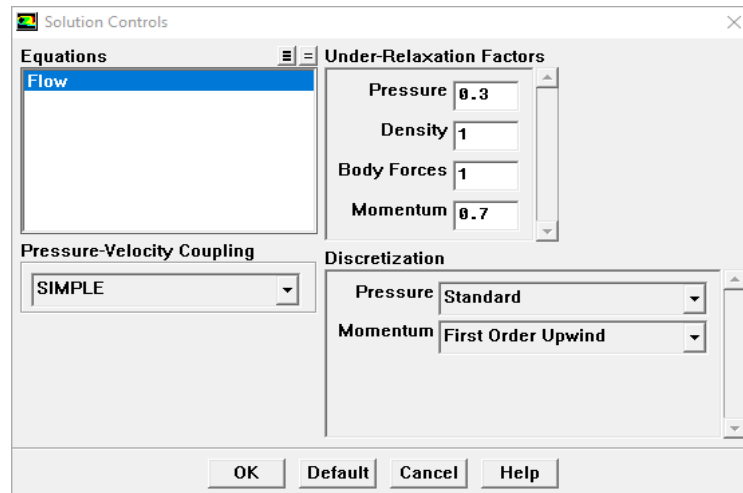 Solution Controls
Equations
Flow
Under-Relaxation Factors
Pressure 0.3
Density 1
Body Forces 1
Momentum 0.7
Pressure-Velocity Coupling
SIMPLE
Discretization
Pressure Standard
Momentum First Order Upwind
OK Default Cancel Help